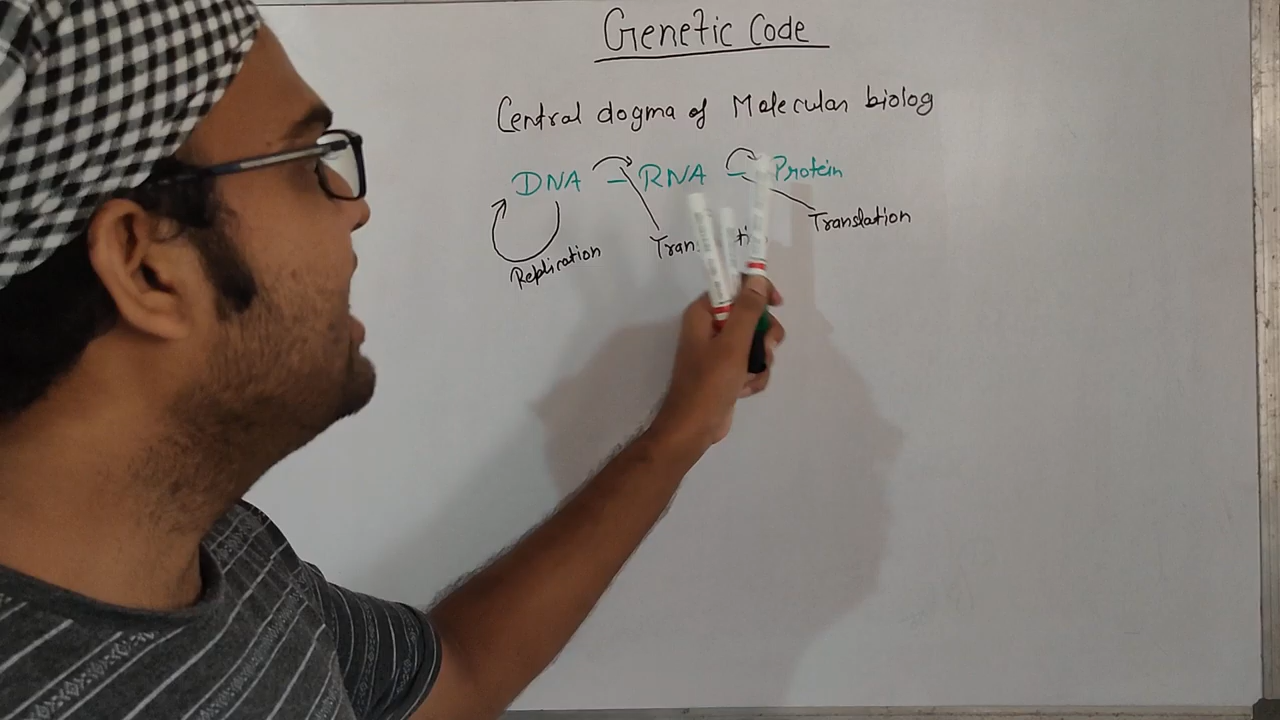 Genetic Code
Central dogma of Molecular biolog
DNA → RNA → Protein
Translation
Replication